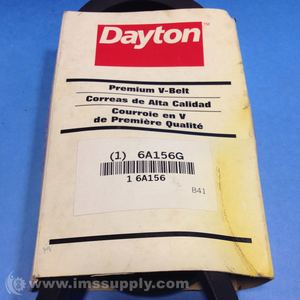 Dayton™
Premium V-Belt
Correas de Alta Calidad
Courroie en V
de Première Qualité
(1) 6A156G
1 6A156
B41
© www.imssupply.com